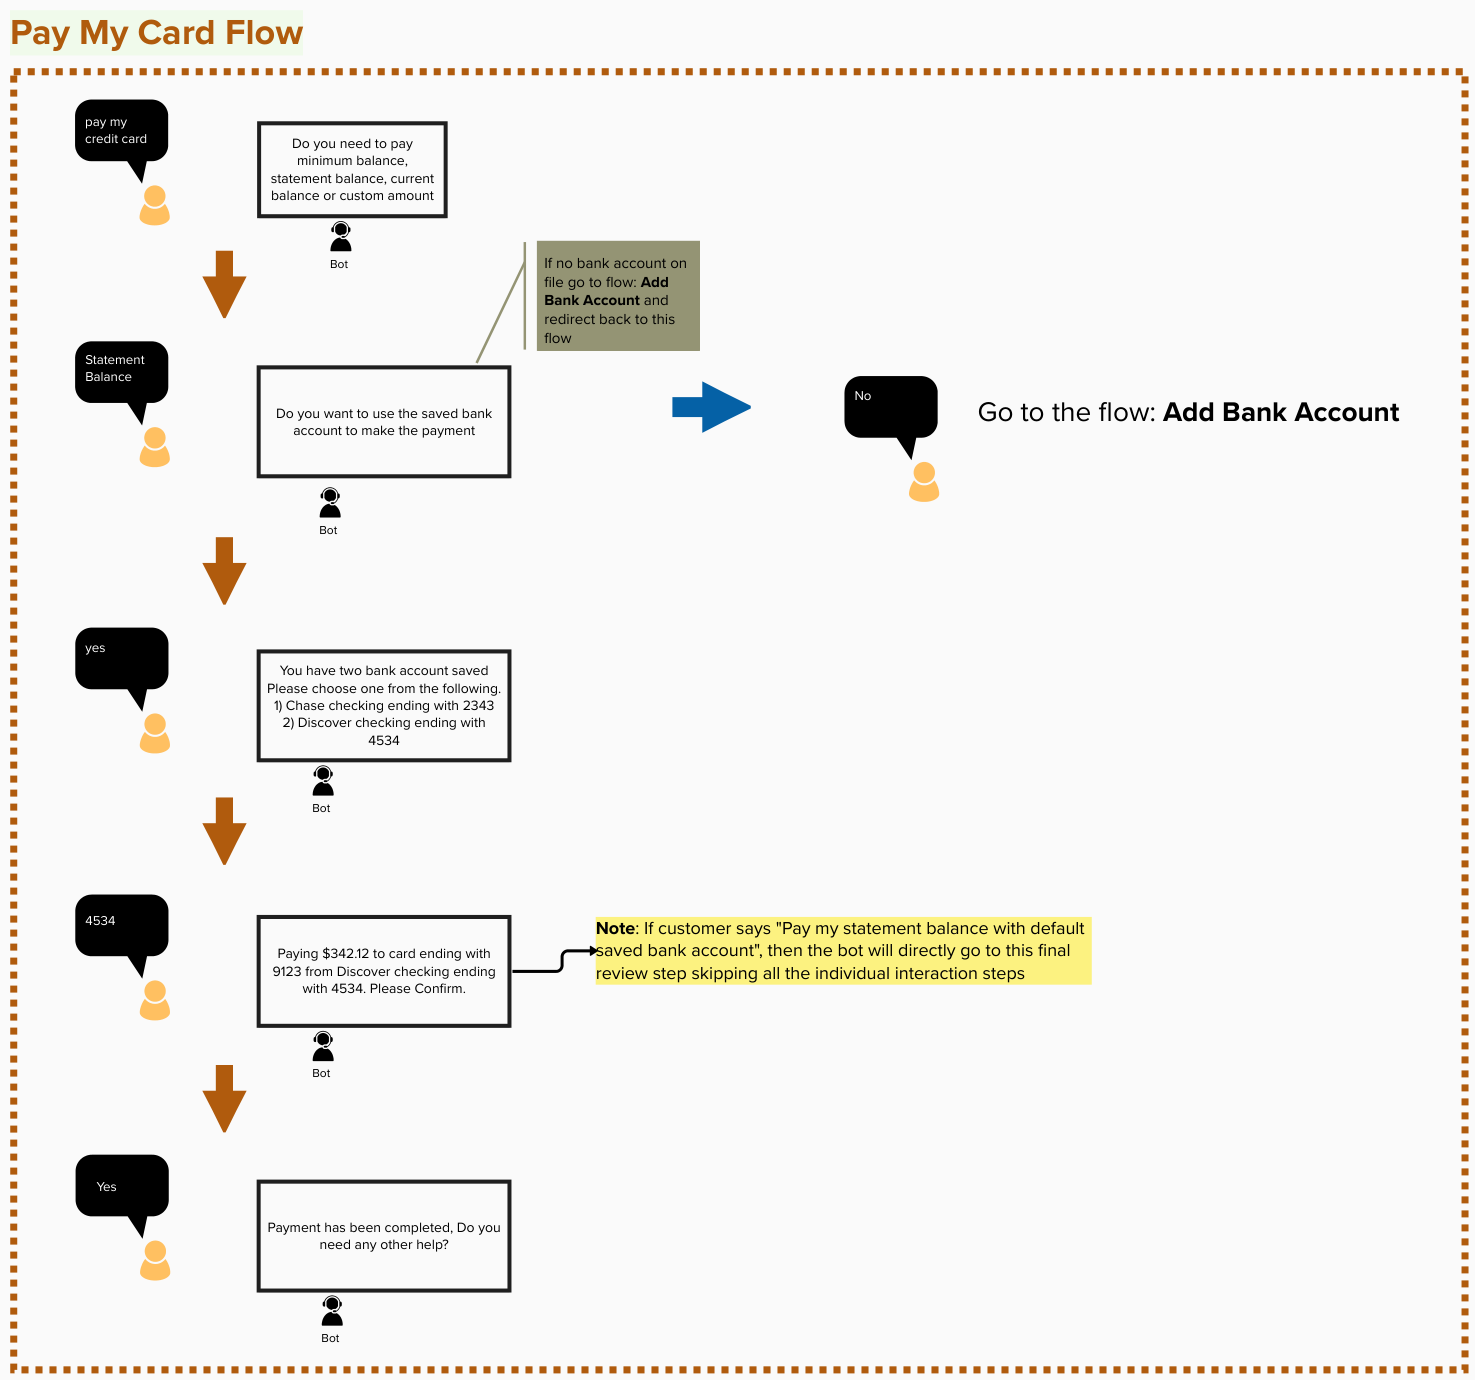 Pay My Card Flow
pay my
credit card
Do you need to pay
minimum balance,
statement balance, current
balance or custom amount
Bot
If no bank account on
file go to flow: Add
Bank Account and
redirect back to this
flow
Statement
Balance
Do you want to use the saved bank
account to make the payment
Bot
No
Go to the flow: Add Bank Account
yes
You have two bank account saved
Please choose one from the following.
1) Chase checking ending with 2343
2) Discover checking ending with
4534
Bot
4534
Paying $342.12 to card ending with
9123 from Discover checking ending
with 4534. Please Confirm.
Bot
Note: If customer says "Pay my statement balance with default
saved bank account", then the bot will directly go to this final
review step skipping all the individual interaction steps
Yes
Payment has been completed, Do you
need any other help?
Bot